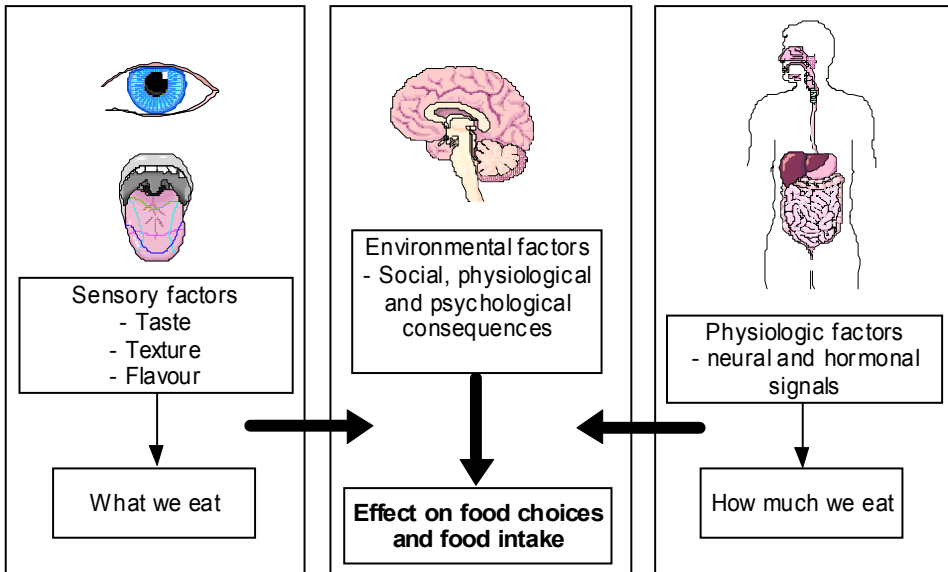 Sensory factors
- Taste
- Texture
- Flavour
What we eat
Environmental factors
- Social, physiological
and psychological
consequences
Effect on food choices
and food intake
Physiologic factors
- neural and hormonal
signals
How much we eat